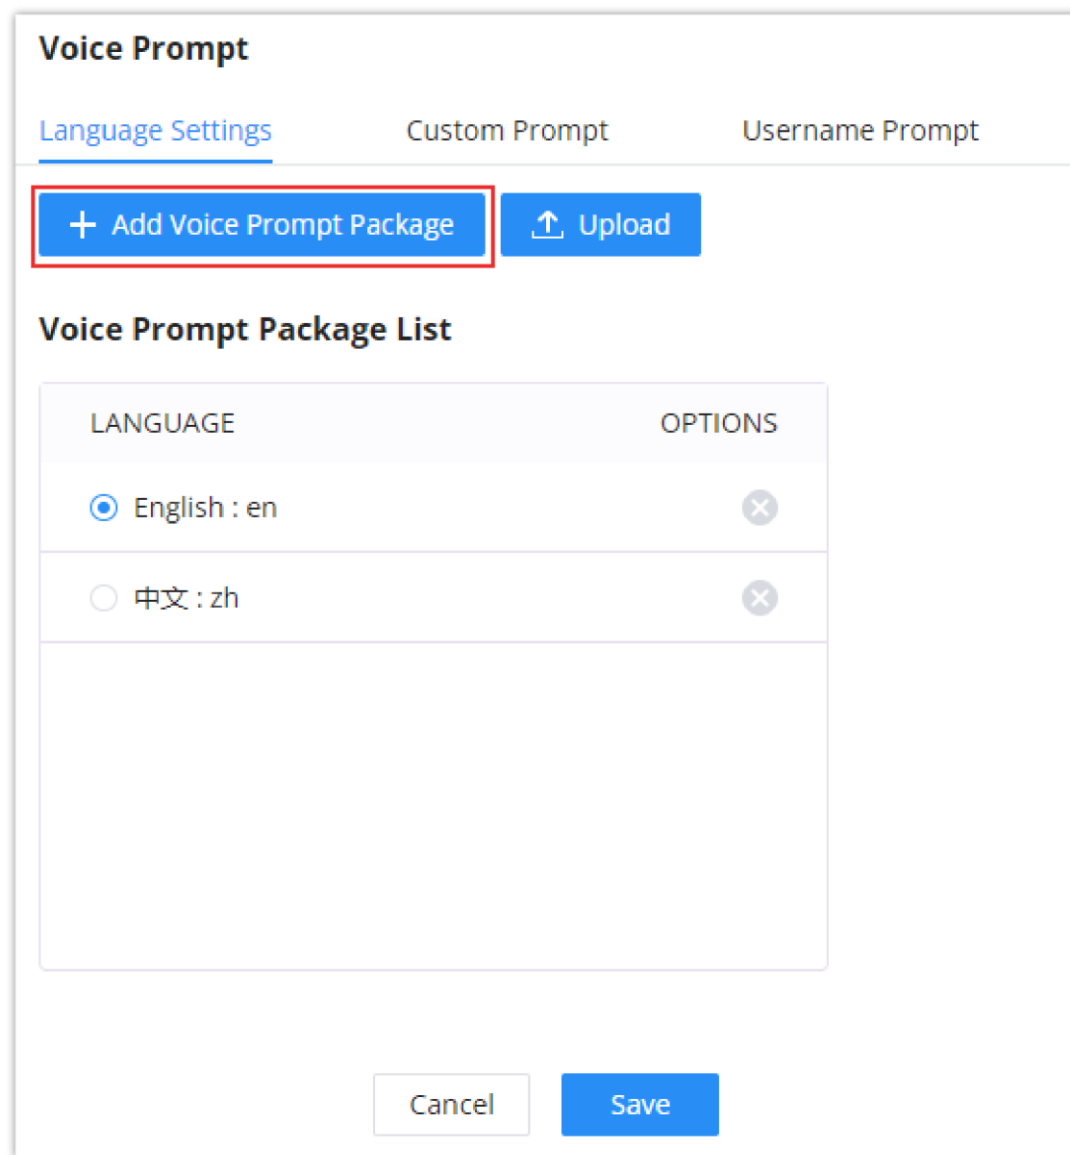 Voice Prompt
Language Settings Custom Prompt Username Prompt
Add Voice Prompt Package Upload
Voice Prompt Package List
LANGUAGE OPTIONS
English : en
中文 : zh
Cancel Save